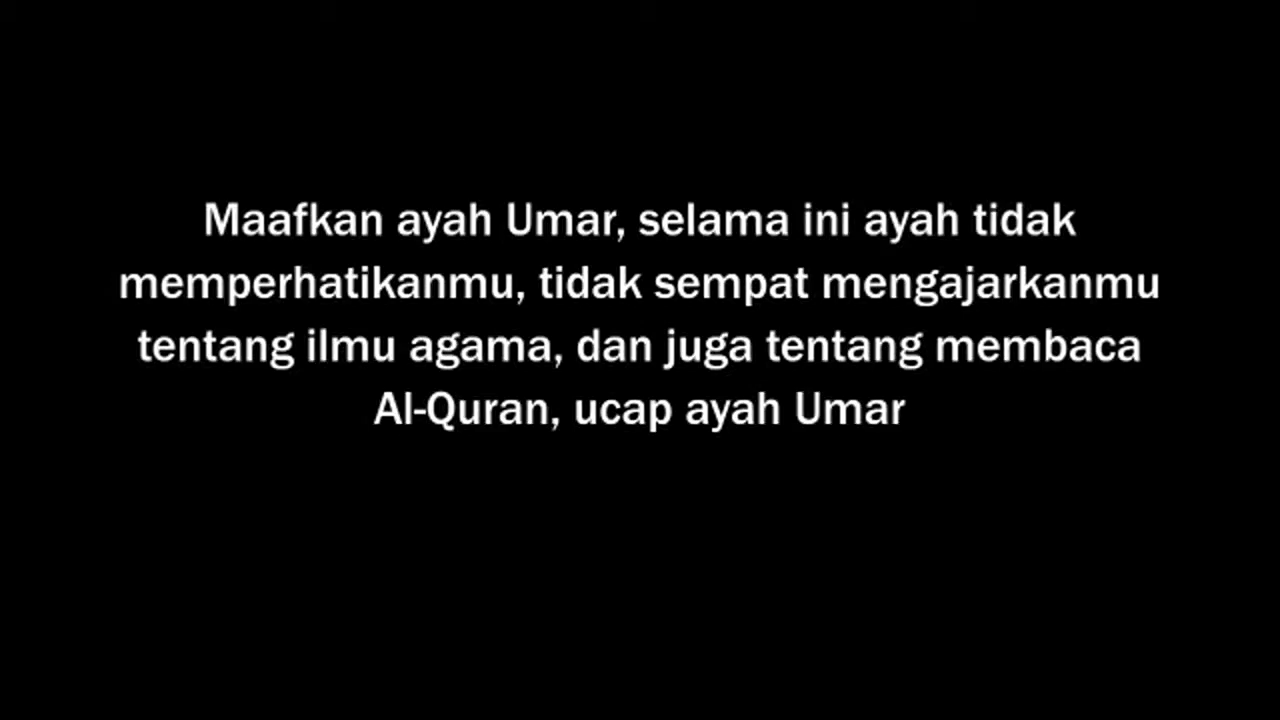 Maafkan ayah Umar, selama ini ayah tidak
memperhatikanmu, tidak sempat mengajarkanmu
tentang ilmu agama, dan juga tentang membaca
Al-Quran, ucap ayah Umar